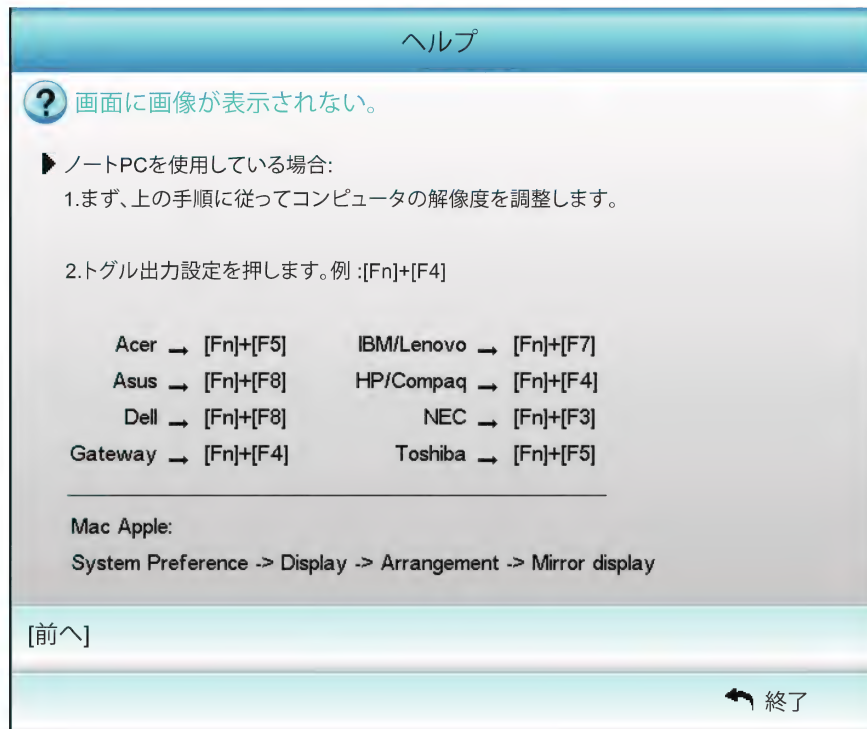 ヘルプ
? 画面に画像が表示されない。
ノートPCを使用している場合:
1.まず、上の手順に従ってコンピュータの解像度を調整します。
2.トグル出力設定を押します。例 :[Fn]+[F4]
Acer → [Fn]+[F5] IBM/Lenovo → [Fn]+[F7]
Asus → [Fn]+[F8] HP/Compaq → [Fn]+[F4]
Dell → [Fn]+[F8] NEC → [Fn]+[F3]
Gateway → [Fn]+[F4] Toshiba → [Fn]+[F5]
Mac Apple:
System Preference -> Display -> Arrangement -> Mirror display
[前へ]
終了